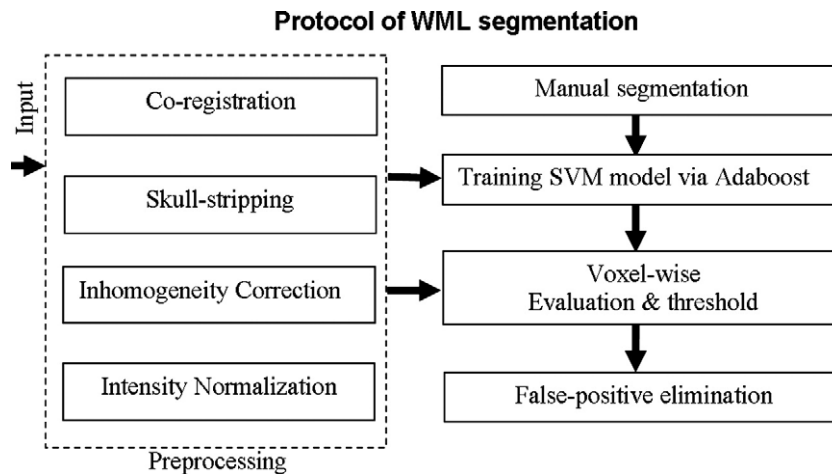 Protocol of WML segmentation
Input
Co-registration
Skull-stripping
Inhomogeneity Correction
Intensity Normalization
Preprocessing
Manual segmentation
Training SVM model via Adaboost
Voxel-wise
Evaluation & threshold
False-positive elimination